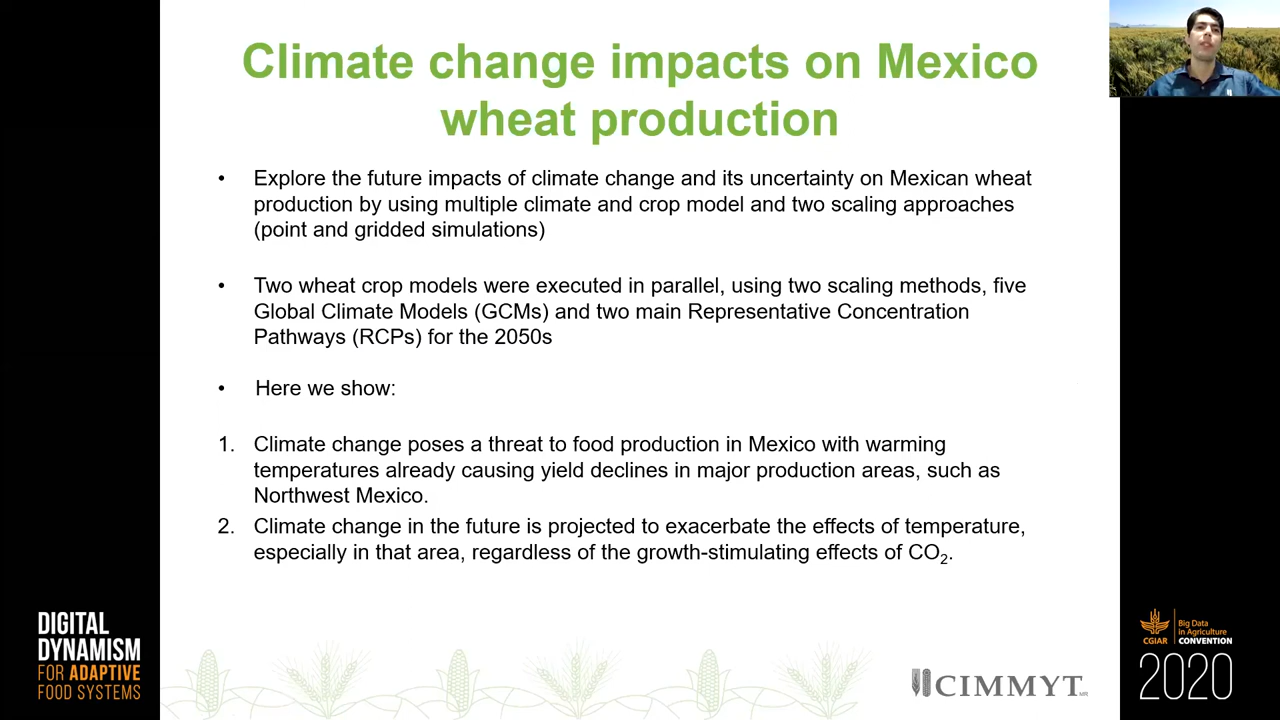 Climate change impacts on Mexico
wheat production
• Explore the future impacts of climate change and its uncertainty on Mexican wheat
production by using multiple climate and crop model and two scaling approaches
(point and gridded simulations)
• Two wheat crop models were executed in parallel, using two scaling methods, five
Global Climate Models (GCMs) and two main Representative Concentration
Pathways (RCPs) for the 2050s
• Here we show:
1. Climate change poses a threat to food production in Mexico with warming
temperatures already causing yield declines in major production areas, such as
Northwest Mexico.
2. Climate change in the future is projected to exacerbate the effects of temperature,
especially in that area, regardless of the growth-stimulating effects of CO₂.
DIGITAL
DYNAMISM
FOR ADAPTIVE
FOOD SYSTEMS
CIMMYT MR
CGIAR
Big Data
in Agriculture
CONVENTION
2020